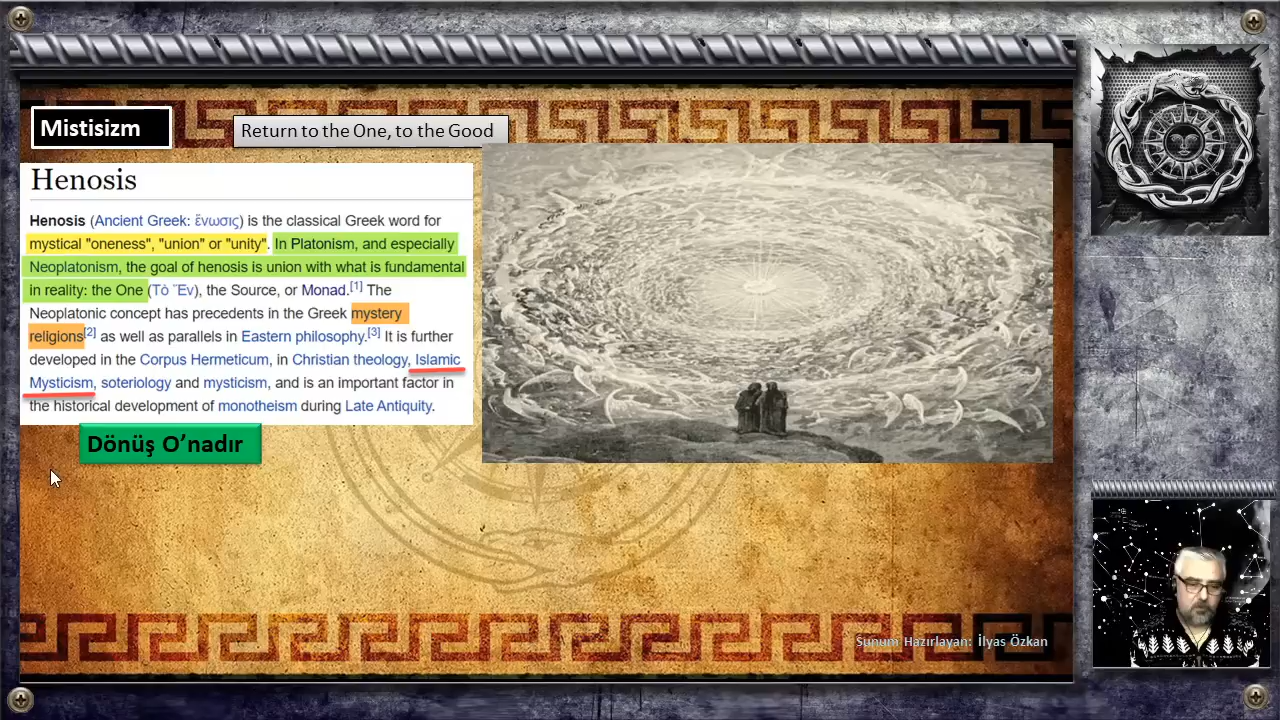 Mistisizm
Return to the One, to the Good
Henosis
Henosis (Ancient Greek: ἕνωσις) is the classical Greek word for
mystical "oneness", "union" or "unity". In Platonism, and especially
Neoplatonism, the goal of henosis is union with what is fundamental
in reality: the One (Τὸ Ἕν), the Source, or Monad.[1] The
Neoplatonic concept has precedents in the Greek mystery
religions[2] as well as parallels in Eastern philosophy.[3] It is further
developed in the Corpus Hermeticum, in Christian theology, Islamic
Mysticism, soteriology and mysticism, and is an important factor in
the historical development of monotheism during Late Antiquity.
Dönüş O’nadır
Sunum Hazırlayan: İlyas Özkan